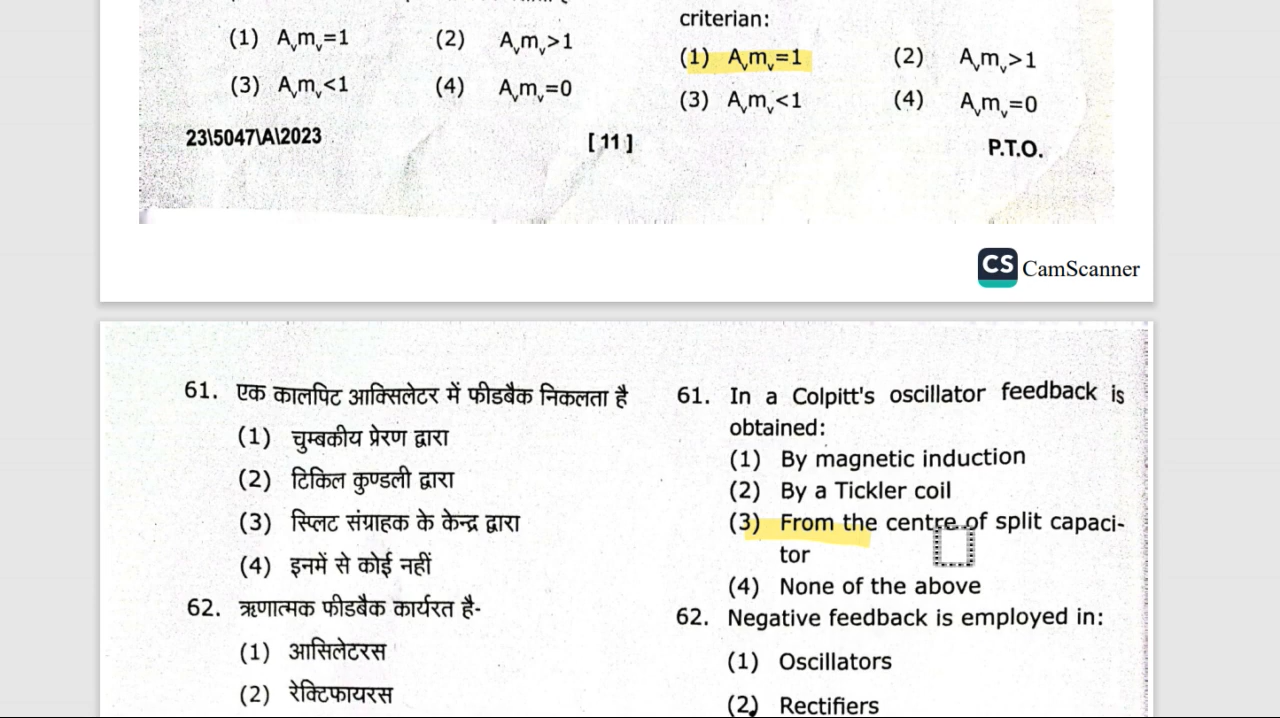 criterian:
(1) Aᵥmᵥ=1 (2) Aᵥmᵥ>1
(3) Aᵥmᵥ<1 (4) Aᵥmᵥ=0
(1) Aᵥmᵥ=1 (2) Aᵥmᵥ>1
(3) Aᵥmᵥ<1 (4) Aᵥmᵥ=0
23\5047\A\2023 [ 11 ] P.T.O.
CS CamScanner
61. एक कालपिट आक्सिलेटर में फीडबैक निकलता है
(1) चुम्बकीय प्रेरण द्वारा
(2) टिकिल कुण्डली द्वारा
(3) स्प्लिट संग्राहक के केन्द्र द्वारा
(4) इनमें से कोई नहीं
62. ऋणात्मक फीडबैक कार्यरत है-
(1) आसिलेटरस
(2) रेक्टिफायरस
61. In a Colpitt's oscillator feedback is
obtained:
(1) By magnetic induction
(2) By a Tickler coil
(3) From the centre of split capaci-
tor
(4) None of the above
62. Negative feedback is employed in:
(1) Oscillators
(2) Rectifiers